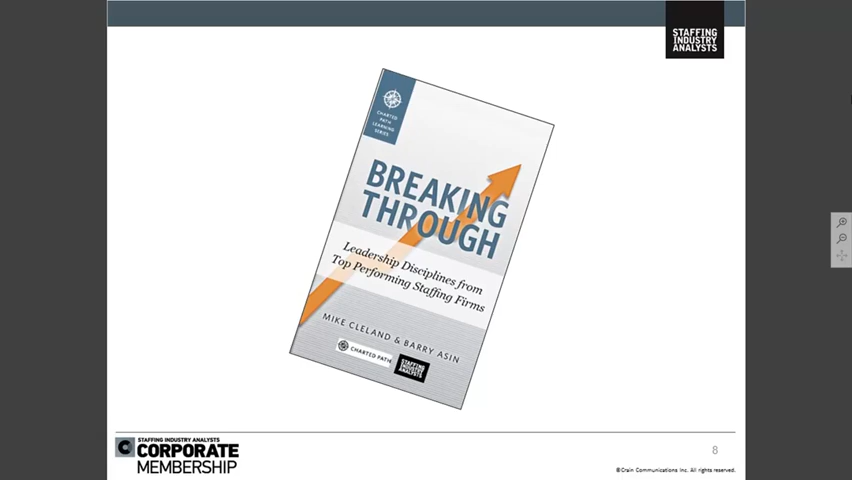 STAFFING
INDUSTRY
ANALYSTS
CHARTED
PATH
LEARNING
SERIES
BREAKING
THROUGH
Leadership Disciplines from
Top Performing Staffing Firms
MIKE CLELAND & BARRY ASIN
CHARTED PATH
STAFFING
INDUSTRY
ANALYSTS
C
STAFFING INDUSTRY ANALYSTS
CORPORATE
MEMBERSHIP
8
©Crain Communications Inc. All rights reserved.